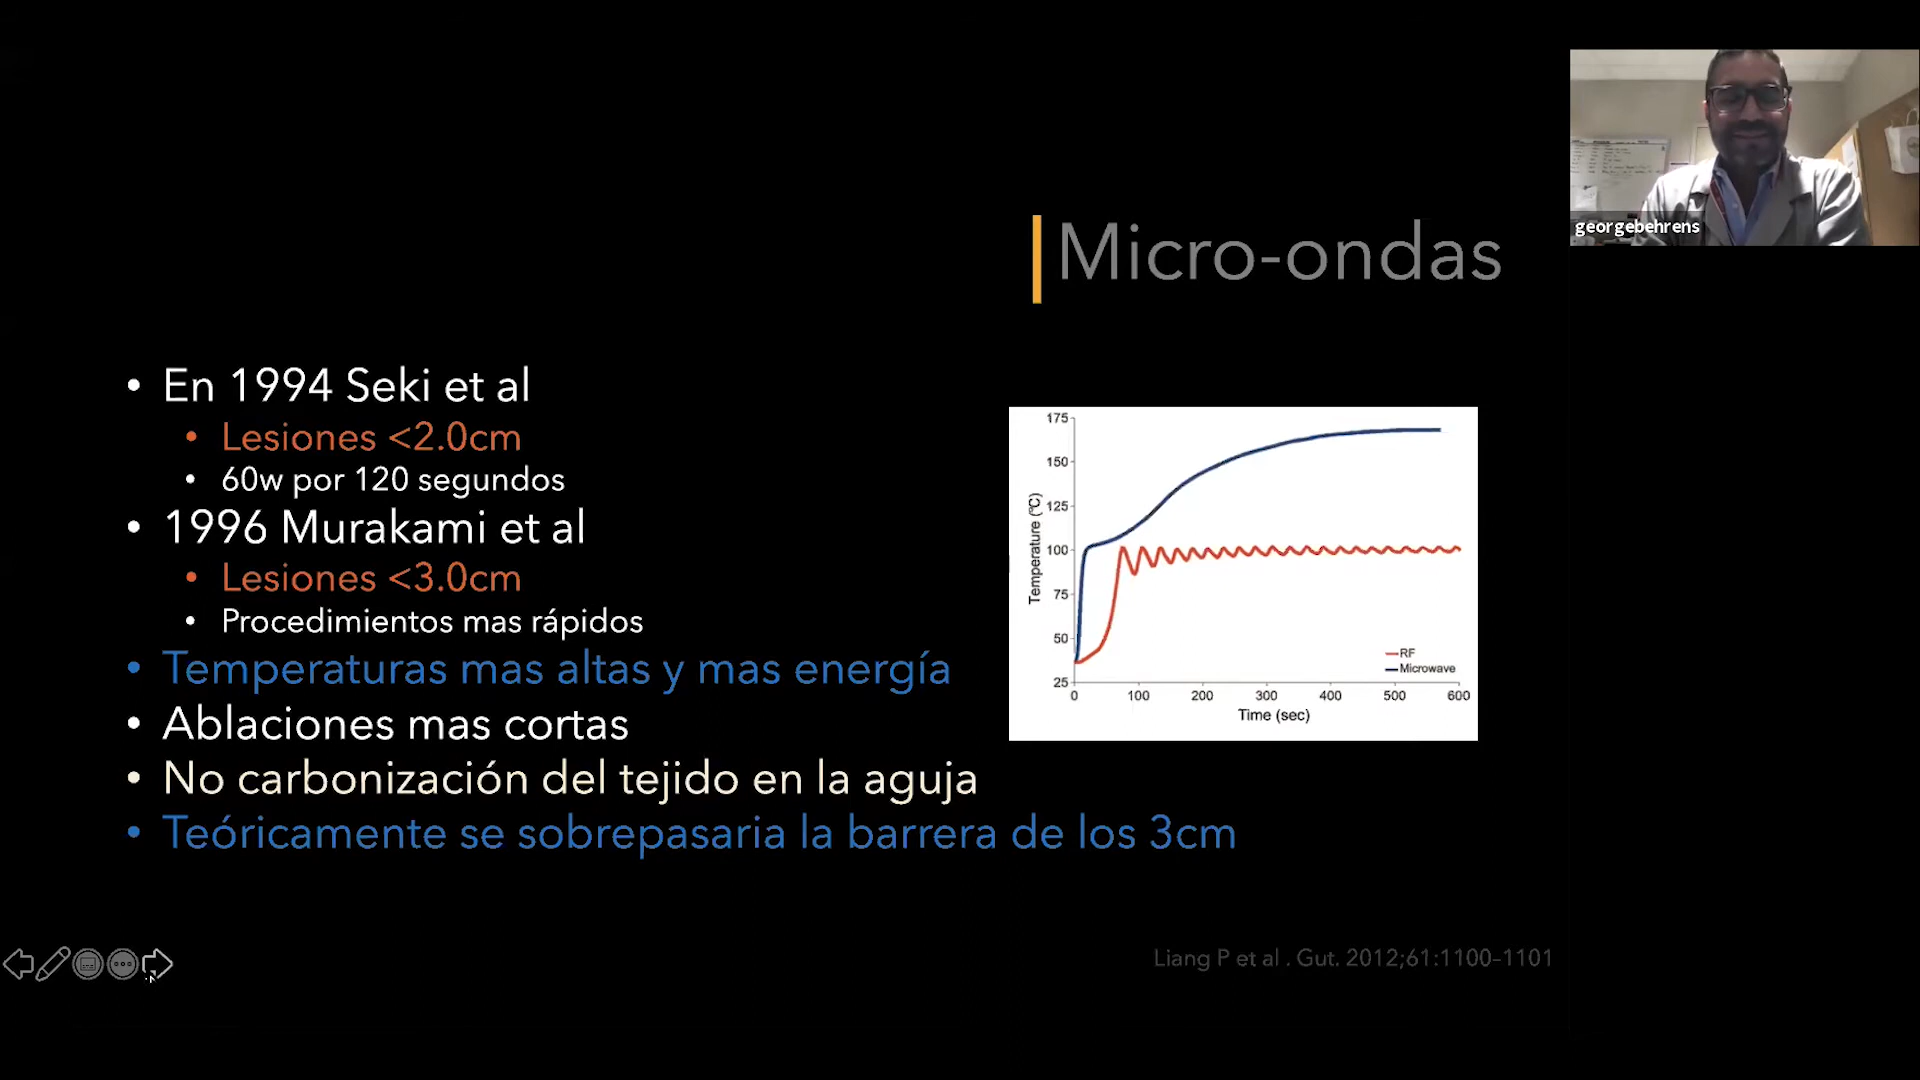 georgebehrens
Micro-ondas
• En 1994 Seki et al
• Lesiones <2.0cm
• 60w por 120 segundos
• 1996 Murakami et al
• Lesiones <3.0cm
• Procedimientos mas rápidos
• Temperaturas mas altas y mas energía
• Ablaciones mas cortas
• No carbonización del tejido en la aguja
• Teóricamente se sobrepasaria la barrera de los 3cm
Temperature (°C)
175
150
125
100
75
50
25
0 100 200 300 400 500 600
Time (sec)
RF
Microwave
Liang P et al . Gut. 2012;61:1100–1101